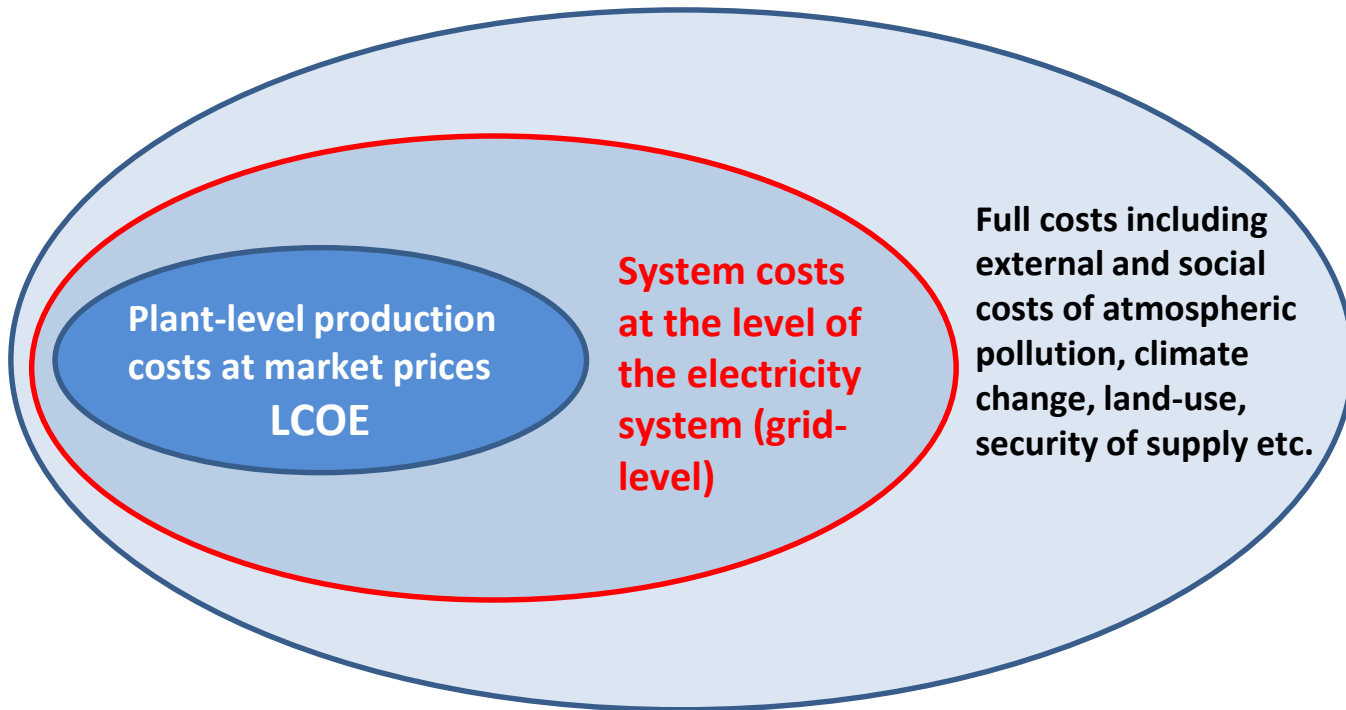 Plant-level production
costs at market prices
LCOE
System costs
at the level of
the electricity
system (grid-
level)
Full costs including
external and social
costs of atmospheric
pollution, climate
change, land-use,
security of supply etc.